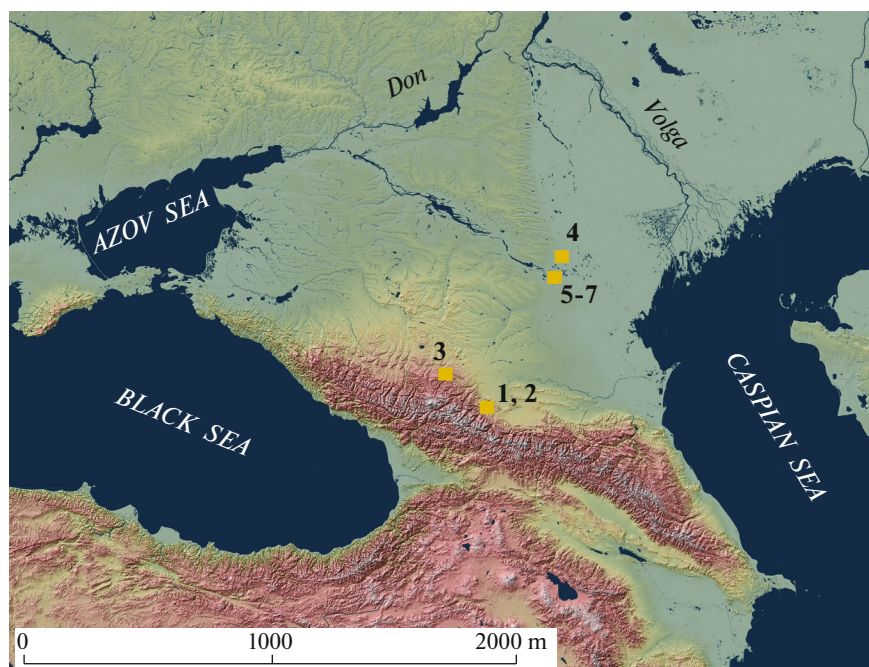 Don
Volga
AZOV SEA
4
5-7
3
1, 2
BLACK SEA
CASPIAN SEA
0 1000 2000 m